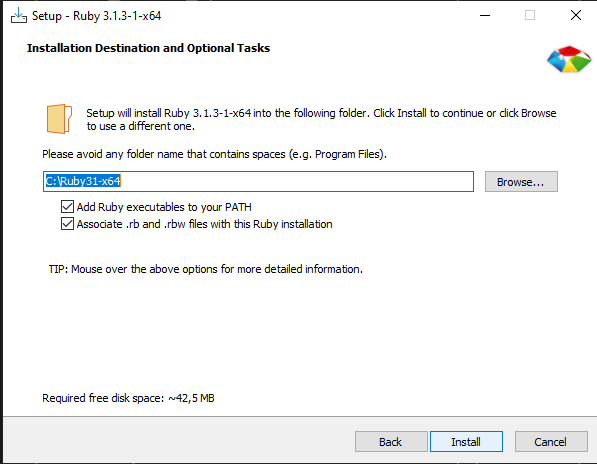 Setup - Ruby 3.1.3-1-x64
Installation Destination and Optional Tasks
Setup will install Ruby 3.1.3-1-x64 into the following folder. Click Install to continue or click Browse
to use a different one.
Please avoid any folder name that contains spaces (e.g. Program Files).
C:\Ruby31-x64
Browse...
Add Ruby executables to your PATH
Associate .rb and .rbw files with this Ruby installation
TIP: Mouse over the above options for more detailed information.
Required free disk space: ~42,5 MB
Back
Install
Cancel